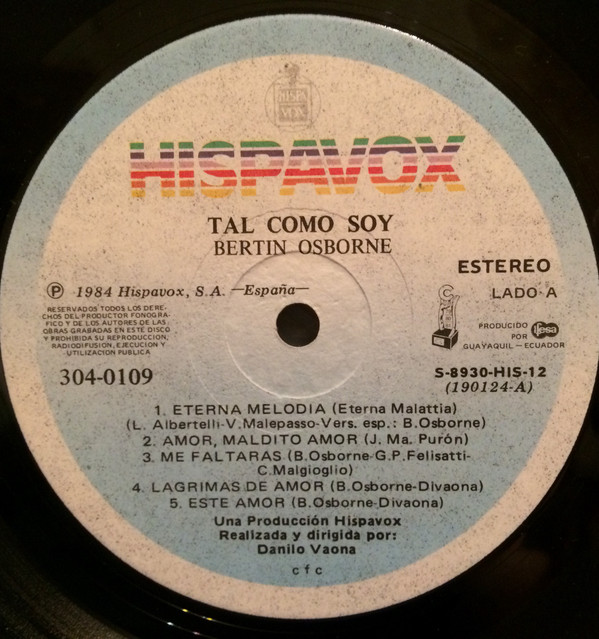 HISPA
VOX
HISPAVOX
TAL COMO SOY
BERTIN OSBORNE
ESTEREO
Ⓟ 1984 Hispavox, S.A. —España—
LADO A
RESERVADOS TODOS LOS DERE-
CHOS DEL PRODUCTOR FONOGRA-
FICO Y DE LOS AUTORES DE LAS
OBRAS GRABADAS EN ESTE DISCO
Y PROHIBIDA SU REPRODUCCION,
RADIODIFUSION, EJECUCION Y
UTILIZACION PUBLICA
PRODUCIDO
POR
GUAYAQUIL-ECUADOR
304-0109
S-8930-HIS-12
(190124-A)
1. ETERNA MELODIA (Eterna Malattia)
(L. Albertelli-V.Malepasso-Vers. esp.: B.Osborne)
2. AMOR, MALDITO AMOR (J. Ma. Purón)
3. ME FALTARAS (B.Osborne-G.P.Felisatti-
C.Malgioglio)
4. LAGRIMAS DE AMOR (B.Osborne-Divaona)
5. ESTE AMOR (B.Osborne-Divaona)
Una Producción Hispavox
Realizada y dirigida por:
Danilo Vaona
cfc